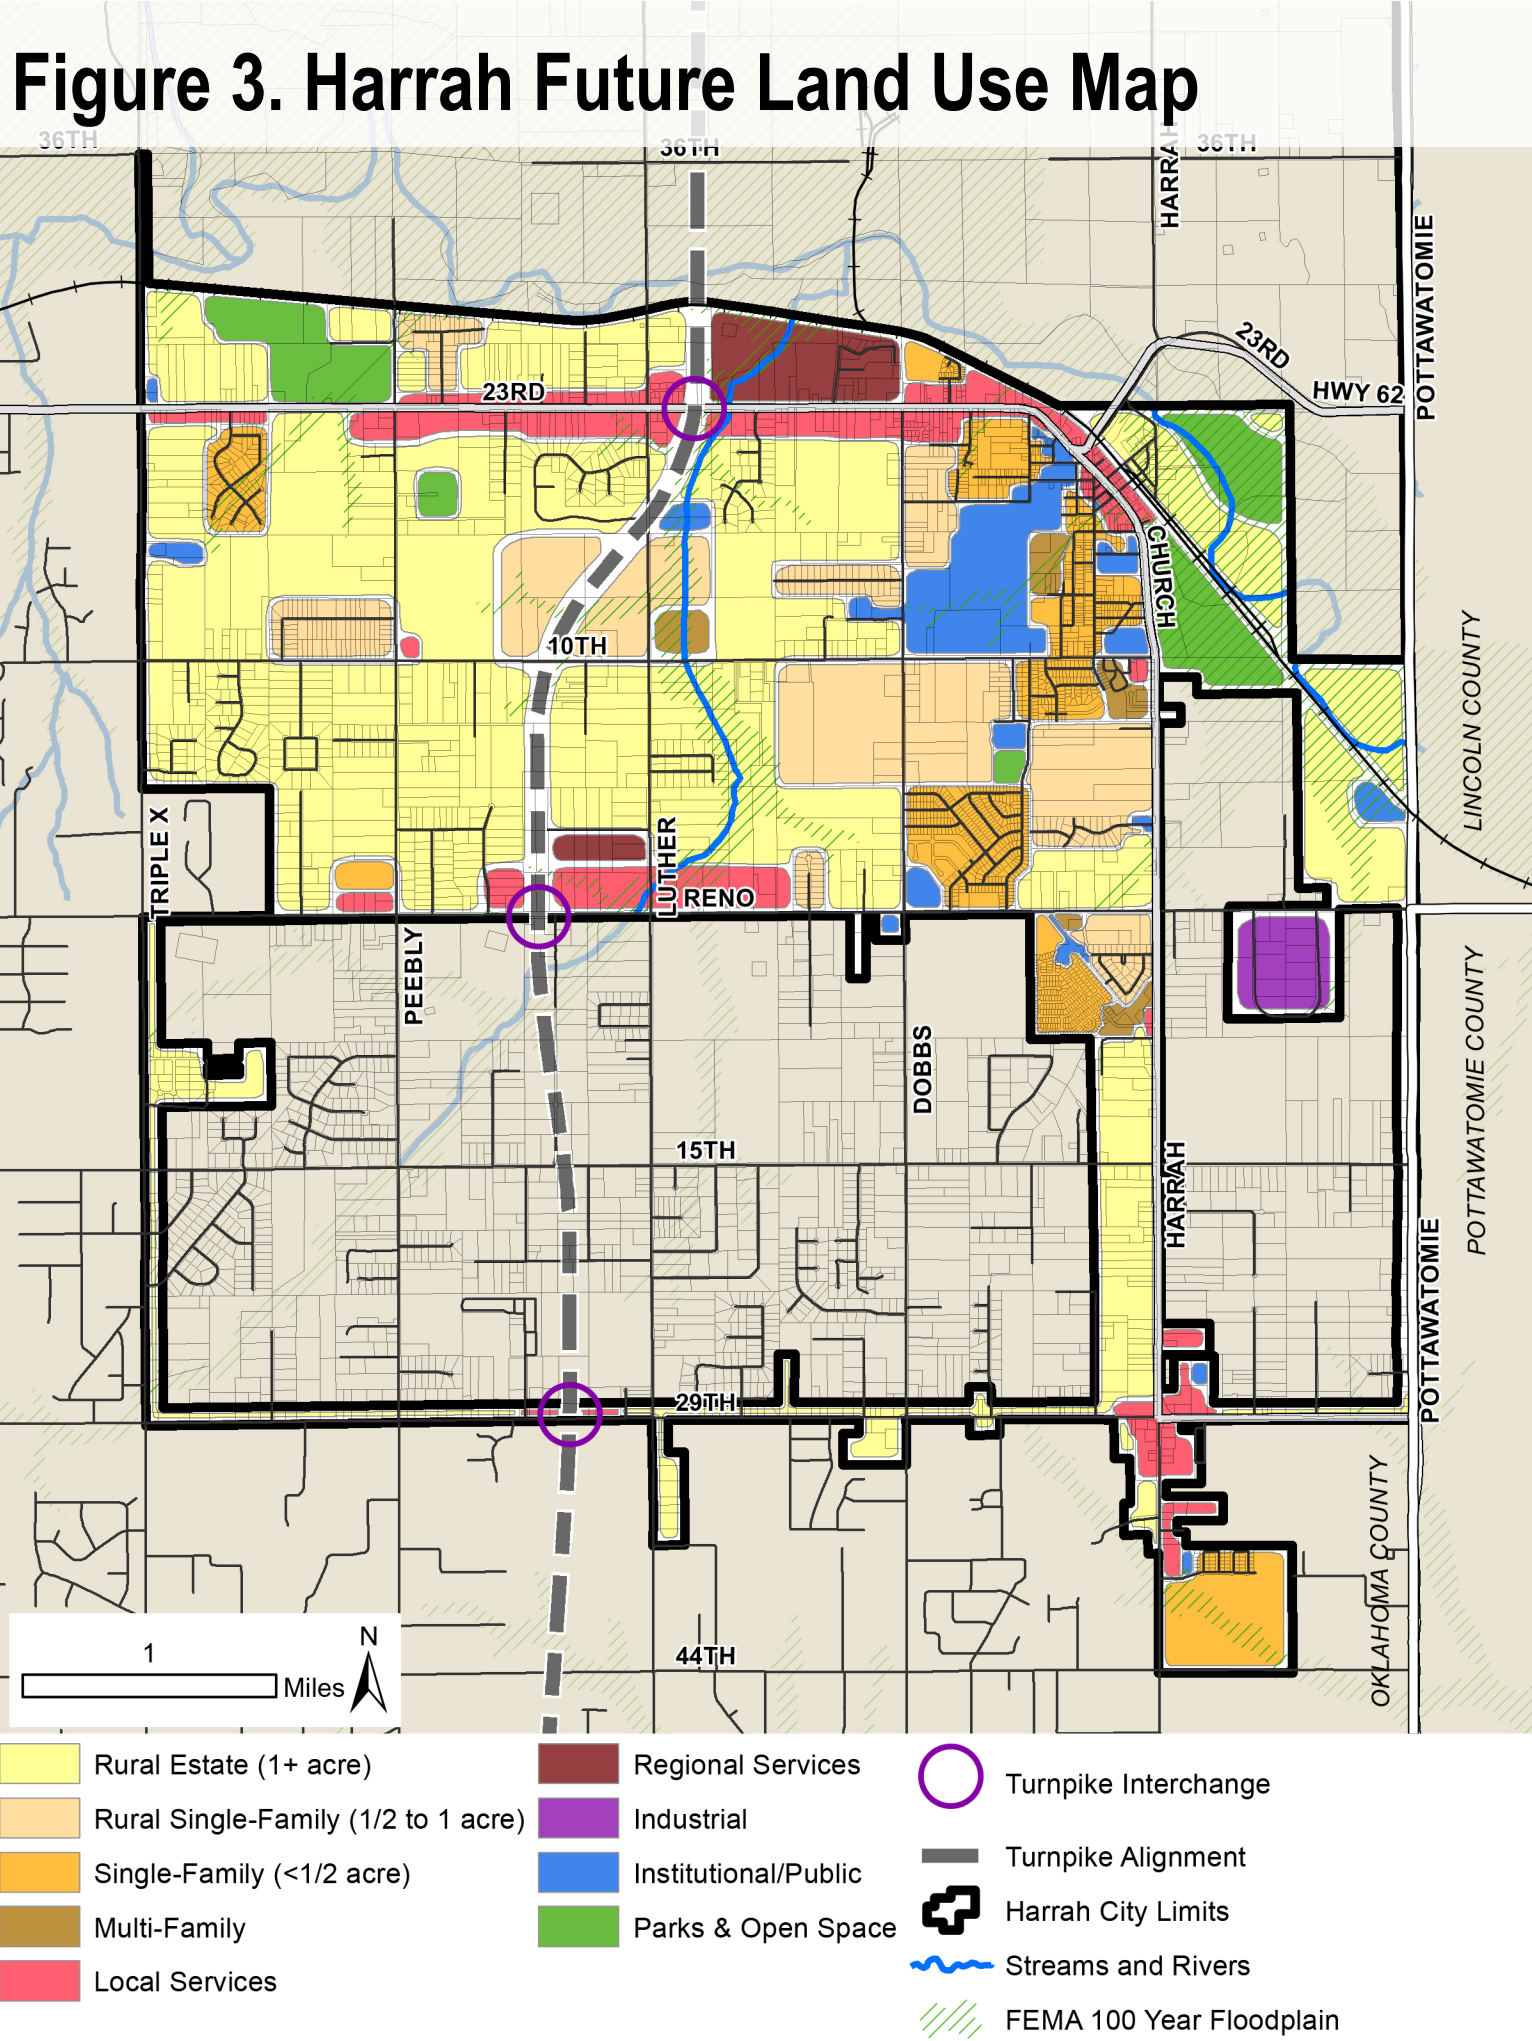 Figure 3. Harrah Future Land Use Map
36TH
36TH
36TH
HARRAH
POTTAWATOMIE
23RD
HWY 62
23RD
CHURCH
10TH
LINCOLN COUNTY
TRIPLE X
LUTHER
RENO
PEEBLY
DOBBS
POTTAWATOMIE COUNTY
15TH
HARRAH
POTTAWATOMIE
29TH
OKLAHOMA COUNTY
44TH
1
Miles
N
Rural Estate (1+ acre)
Rural Single-Family (1/2 to 1 acre)
Single-Family (<1/2 acre)
Multi-Family
Local Services
Regional Services
Industrial
Institutional/Public
Parks & Open Space
Turnpike Interchange
Turnpike Alignment
Harrah City Limits
Streams and Rivers
FEMA 100 Year Floodplain